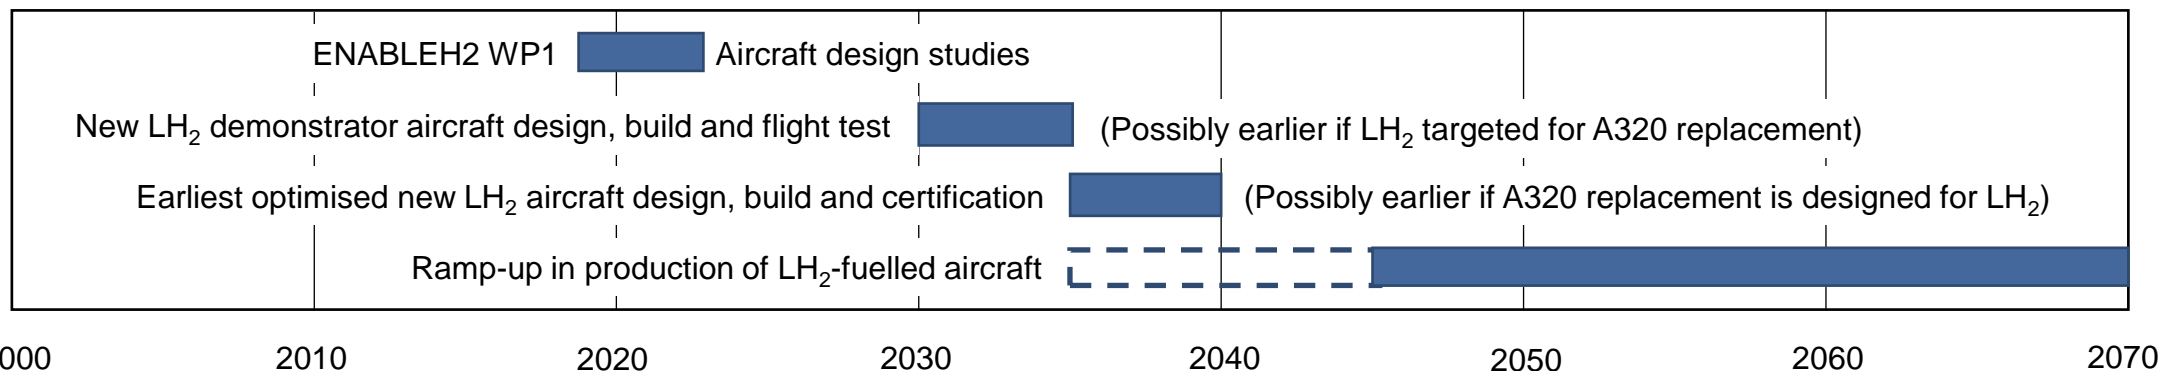 ENABLEH2 WP1 Aircraft design studies
New LH₂ demonstrator aircraft design, build and flight test (Possibly earlier if LH₂ targeted for A320 replacement)
Earliest optimised new LH₂ aircraft design, build and certification (Possibly earlier if A320 replacement is designed for LH₂)
Ramp-up in production of LH₂-fuelled aircraft
000 2010 2020 2030 2040 2050 2060 2070